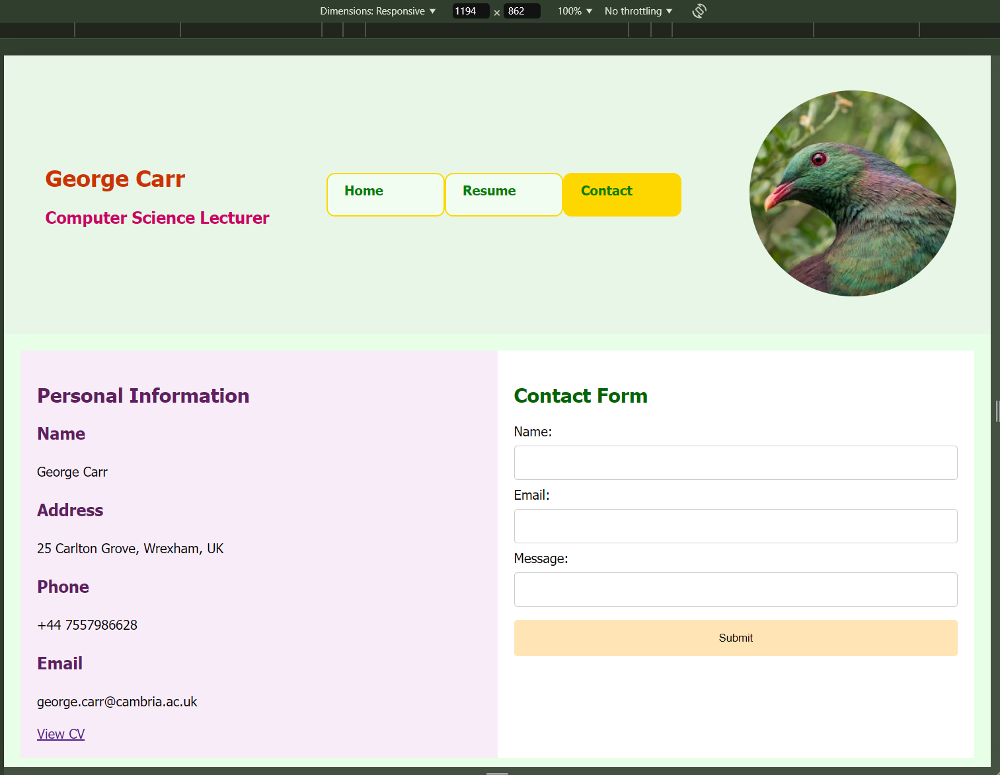 Dimensions: Responsive ▼ 1194 × 862 100% ▼ No throttling ▼
George Carr
Computer Science Lecturer
Home
Resume
Contact
Personal Information
Name
George Carr
Address
25 Carlton Grove, Wrexham, UK
Phone
+44 7557986628
Email
george.carr@cambria.ac.uk
View CV
Contact Form
Name:
Email:
Message:
Submit